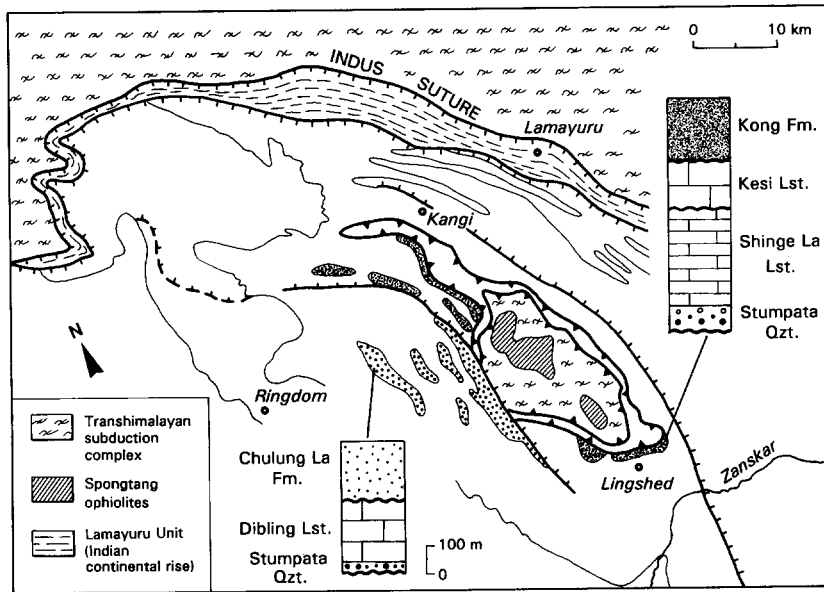 0 10 km
INDUS
SUTURE
Lamayuru
Kong Fm.
Kesi Lst.
Kangi
Shinge La
Lst.
Stumpata
Qzt.
N
Ringdom
Transhimalayan
subduction
complex
Spongtang
ophiolites
Lamayuru Unit
(Indian
continental rise)
Chulung La
Fm.
Dibling Lst.
Stumpata
Qzt.
100 m
0
Lingshed
Zanskar